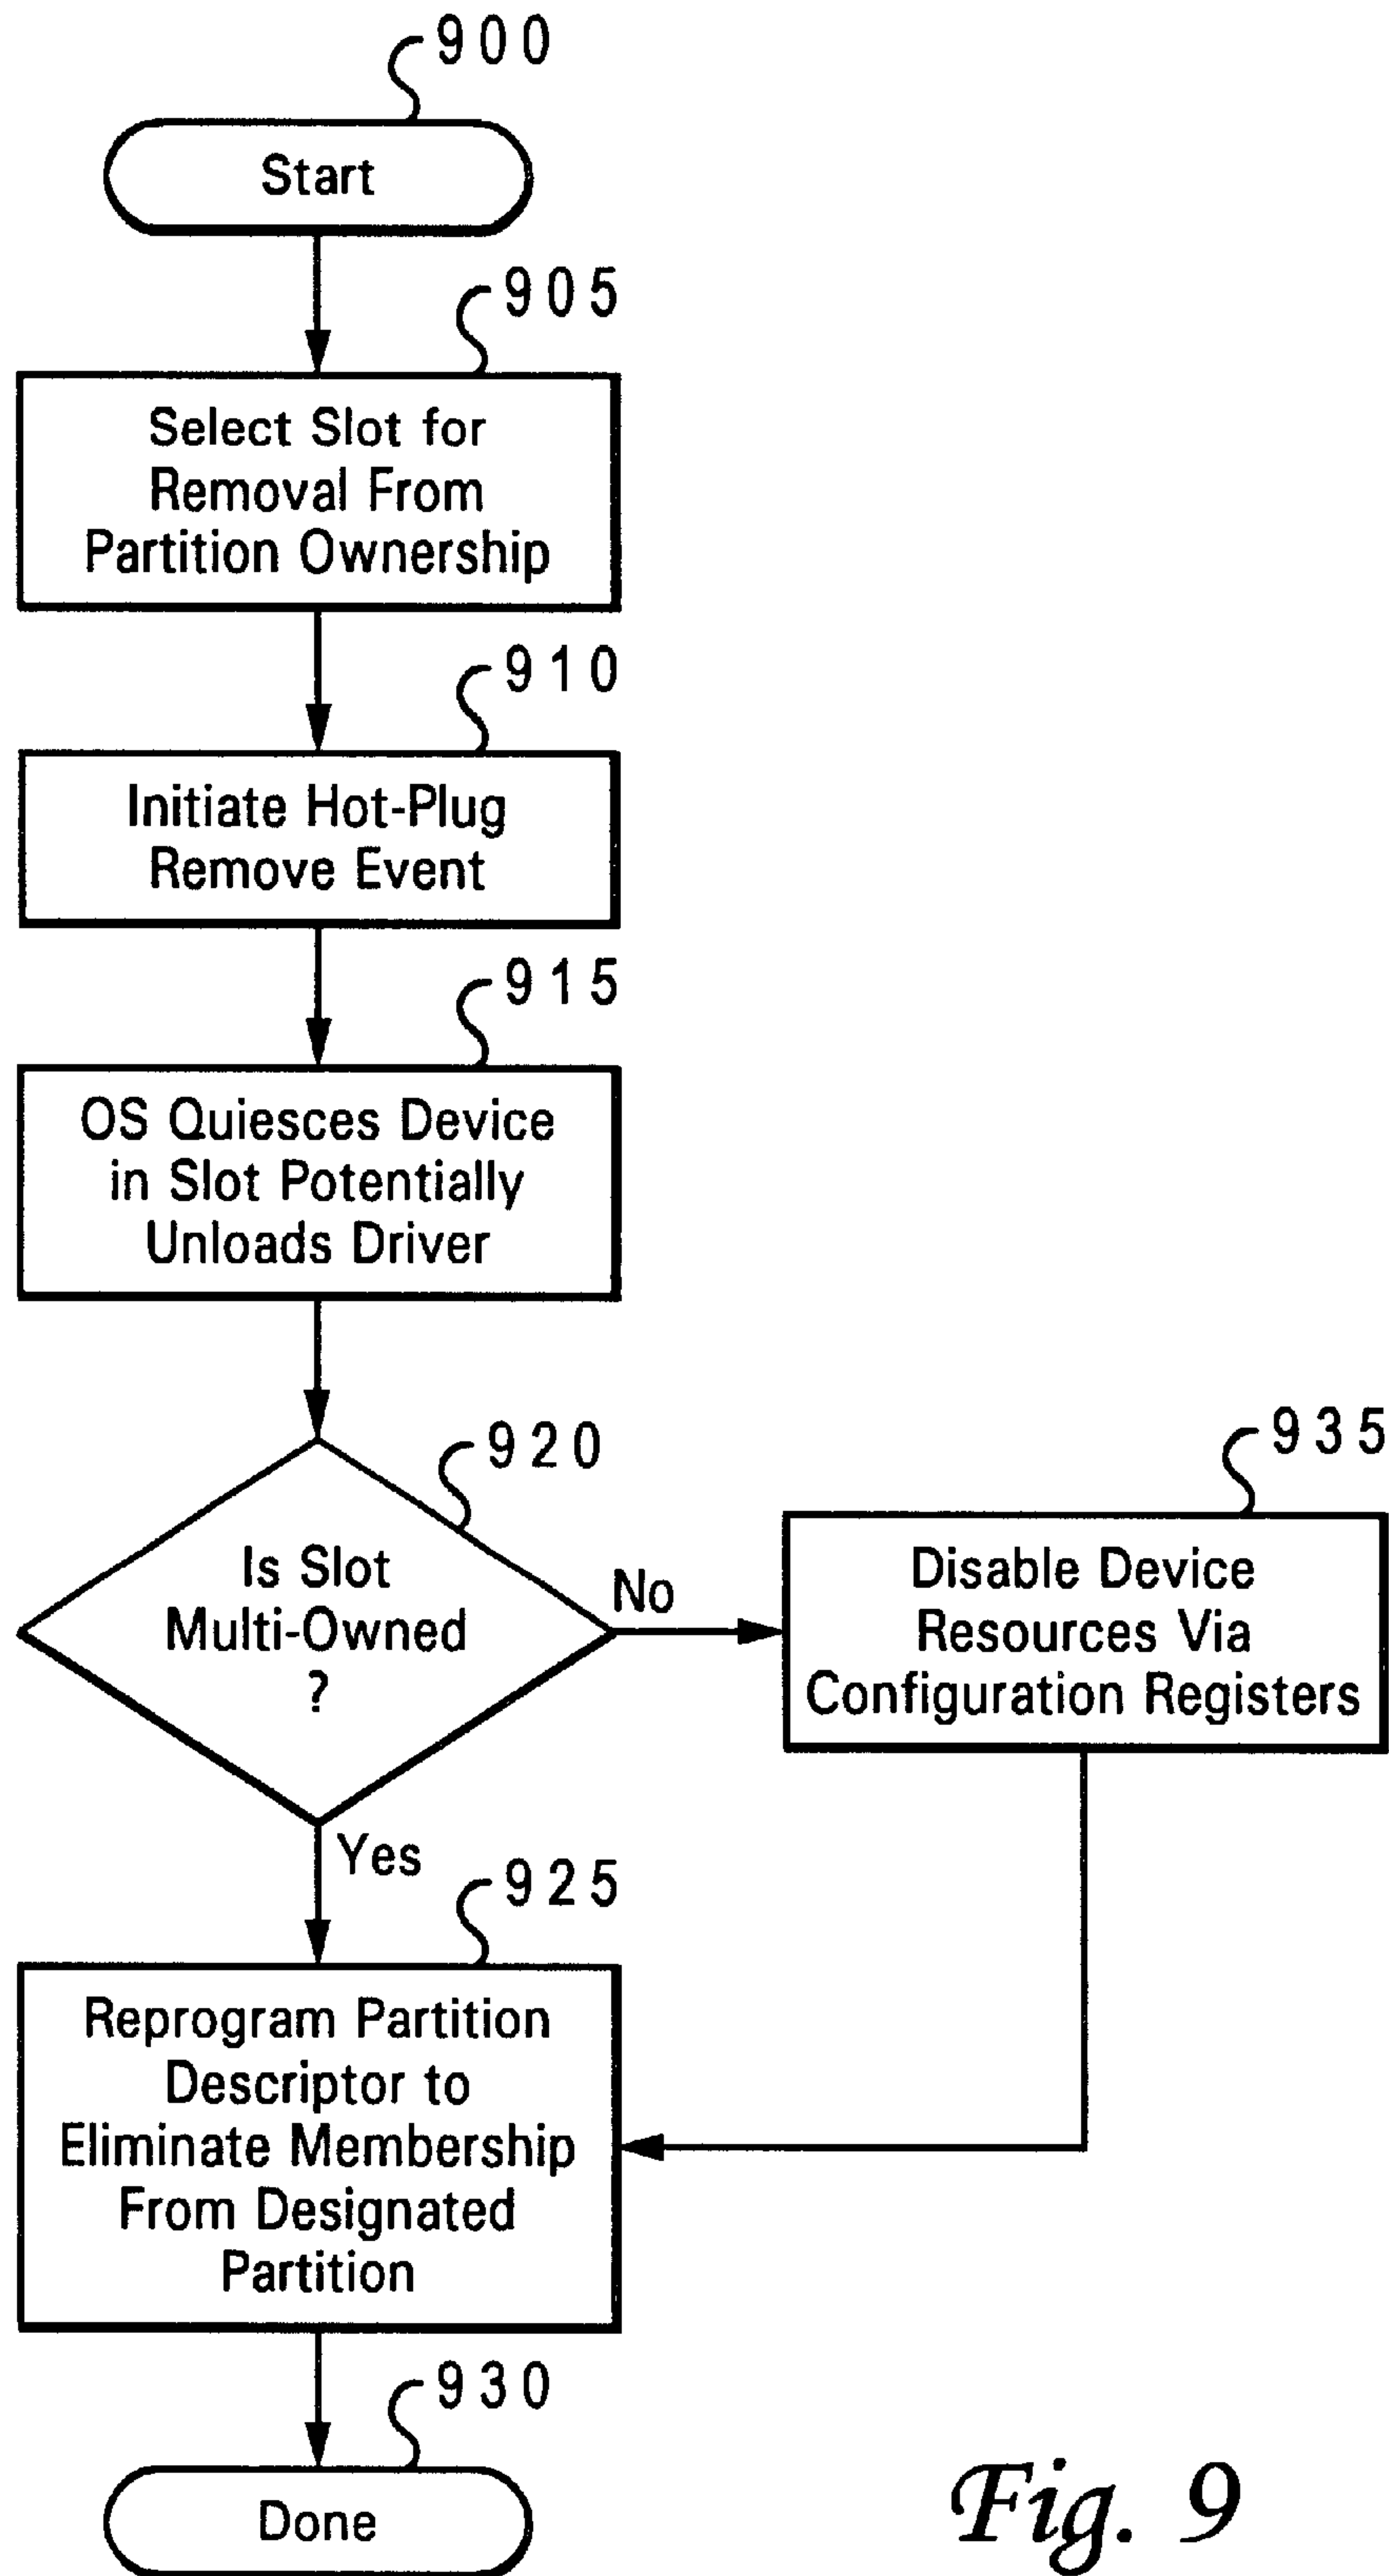 900
Start
905
Select Slot for
Removal From
Partition Ownership
910
Initiate Hot-Plug
Remove Event
915
OS Quiesces Device
in Slot Potentially
Unloads Driver
920
Is Slot
Multi-Owned
?
No
935
Disable Device
Resources Via
Configuration Registers
Yes
925
Reprogram Partition
Descriptor to
Eliminate Membership
From Designated
Partition
930
Done
Fig. 9